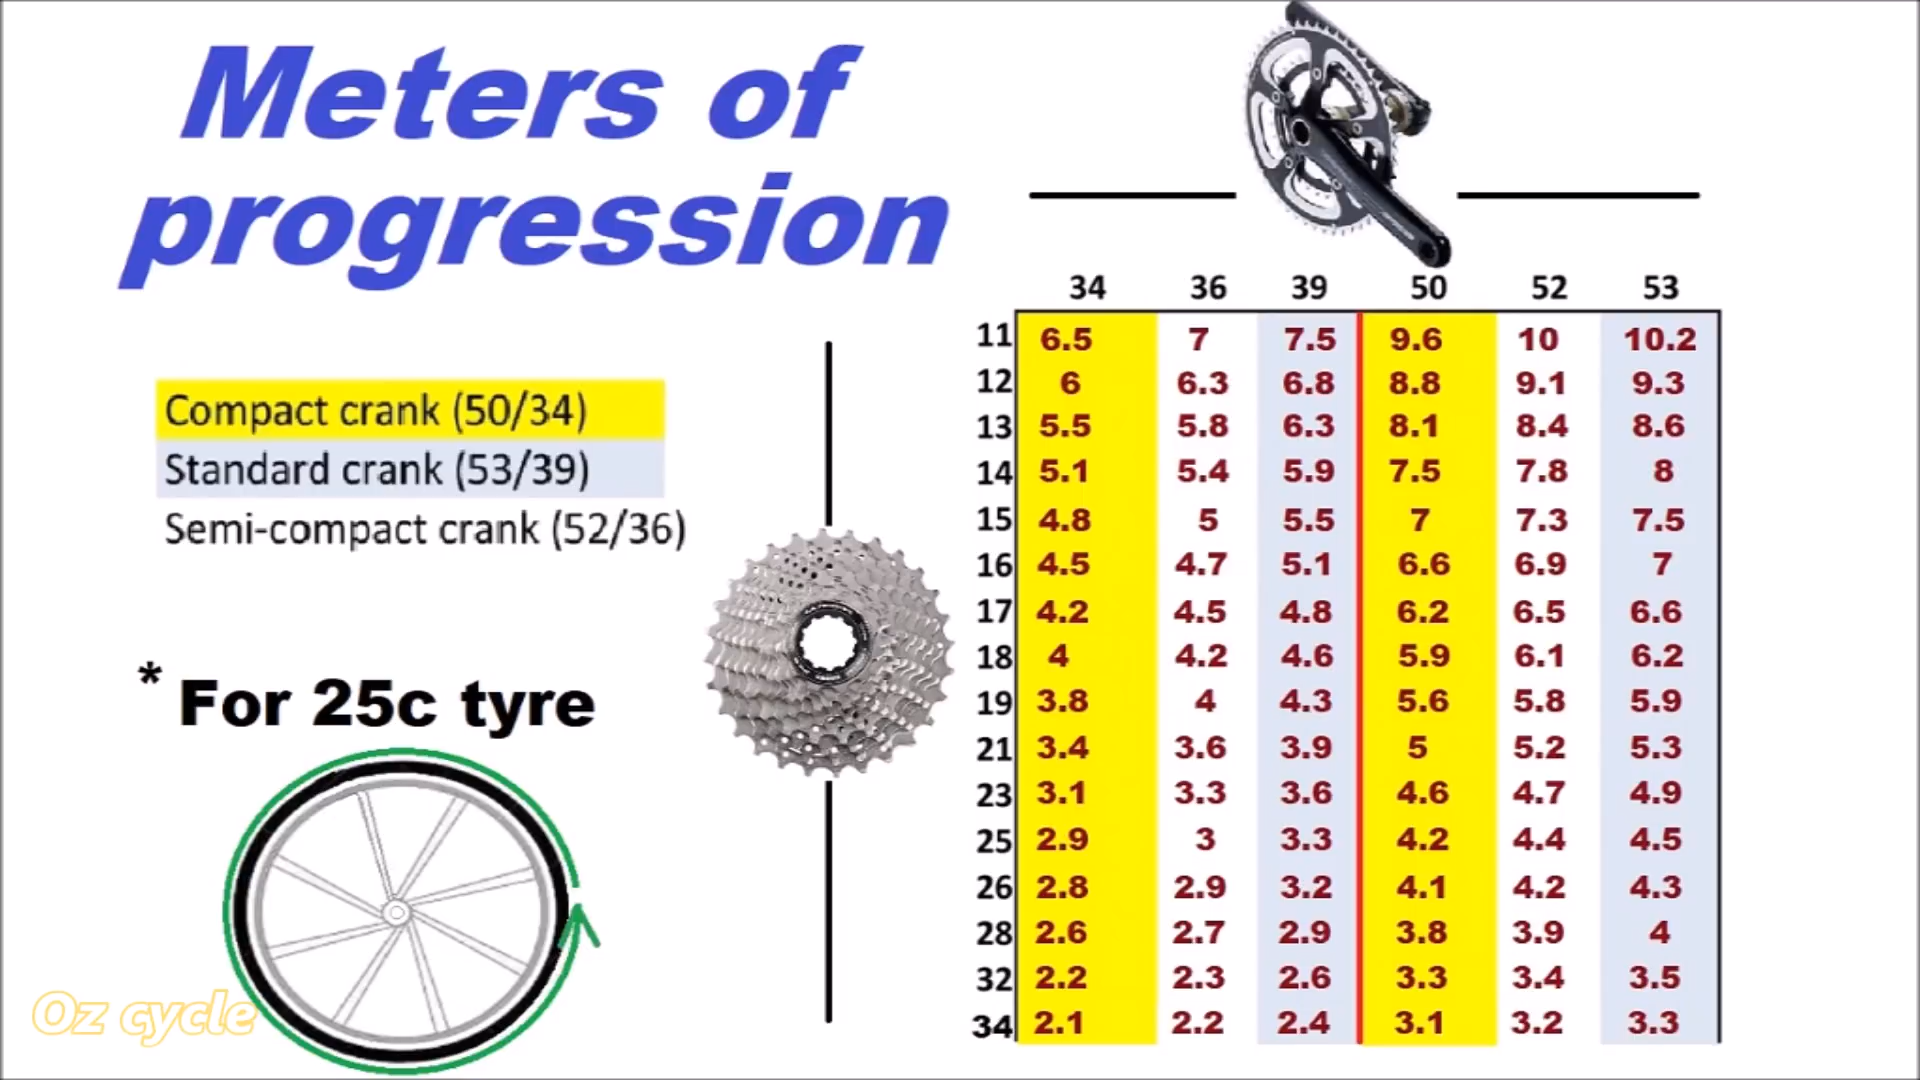 Meters of
progression
Compact crank (50/34)
Standard crank (53/39)
Semi-compact crank (52/36)
* For 25c tyre
Oz cycle
34 36 39 50 52 53
11 6.5 7 7.5 9.6 10 10.2
12 6 6.3 6.8 8.8 9.1 9.3
13 5.5 5.8 6.3 8.1 8.4 8.6
14 5.1 5.4 5.9 7.5 7.8 8
15 4.8 5 5.5 7 7.3 7.5
16 4.5 4.7 5.1 6.6 6.9 7
17 4.2 4.5 4.8 6.2 6.5 6.6
18 4 4.2 4.6 5.9 6.1 6.2
19 3.8 4 4.3 5.6 5.8 5.9
21 3.4 3.6 3.9 5 5.2 5.3
23 3.1 3.3 3.6 4.6 4.7 4.9
25 2.9 3 3.3 4.2 4.4 4.5
26 2.8 2.9 3.2 4.1 4.2 4.3
28 2.6 2.7 2.9 3.8 3.9 4
32 2.2 2.3 2.6 3.3 3.4 3.5
34 2.1 2.2 2.4 3.1 3.2 3.3